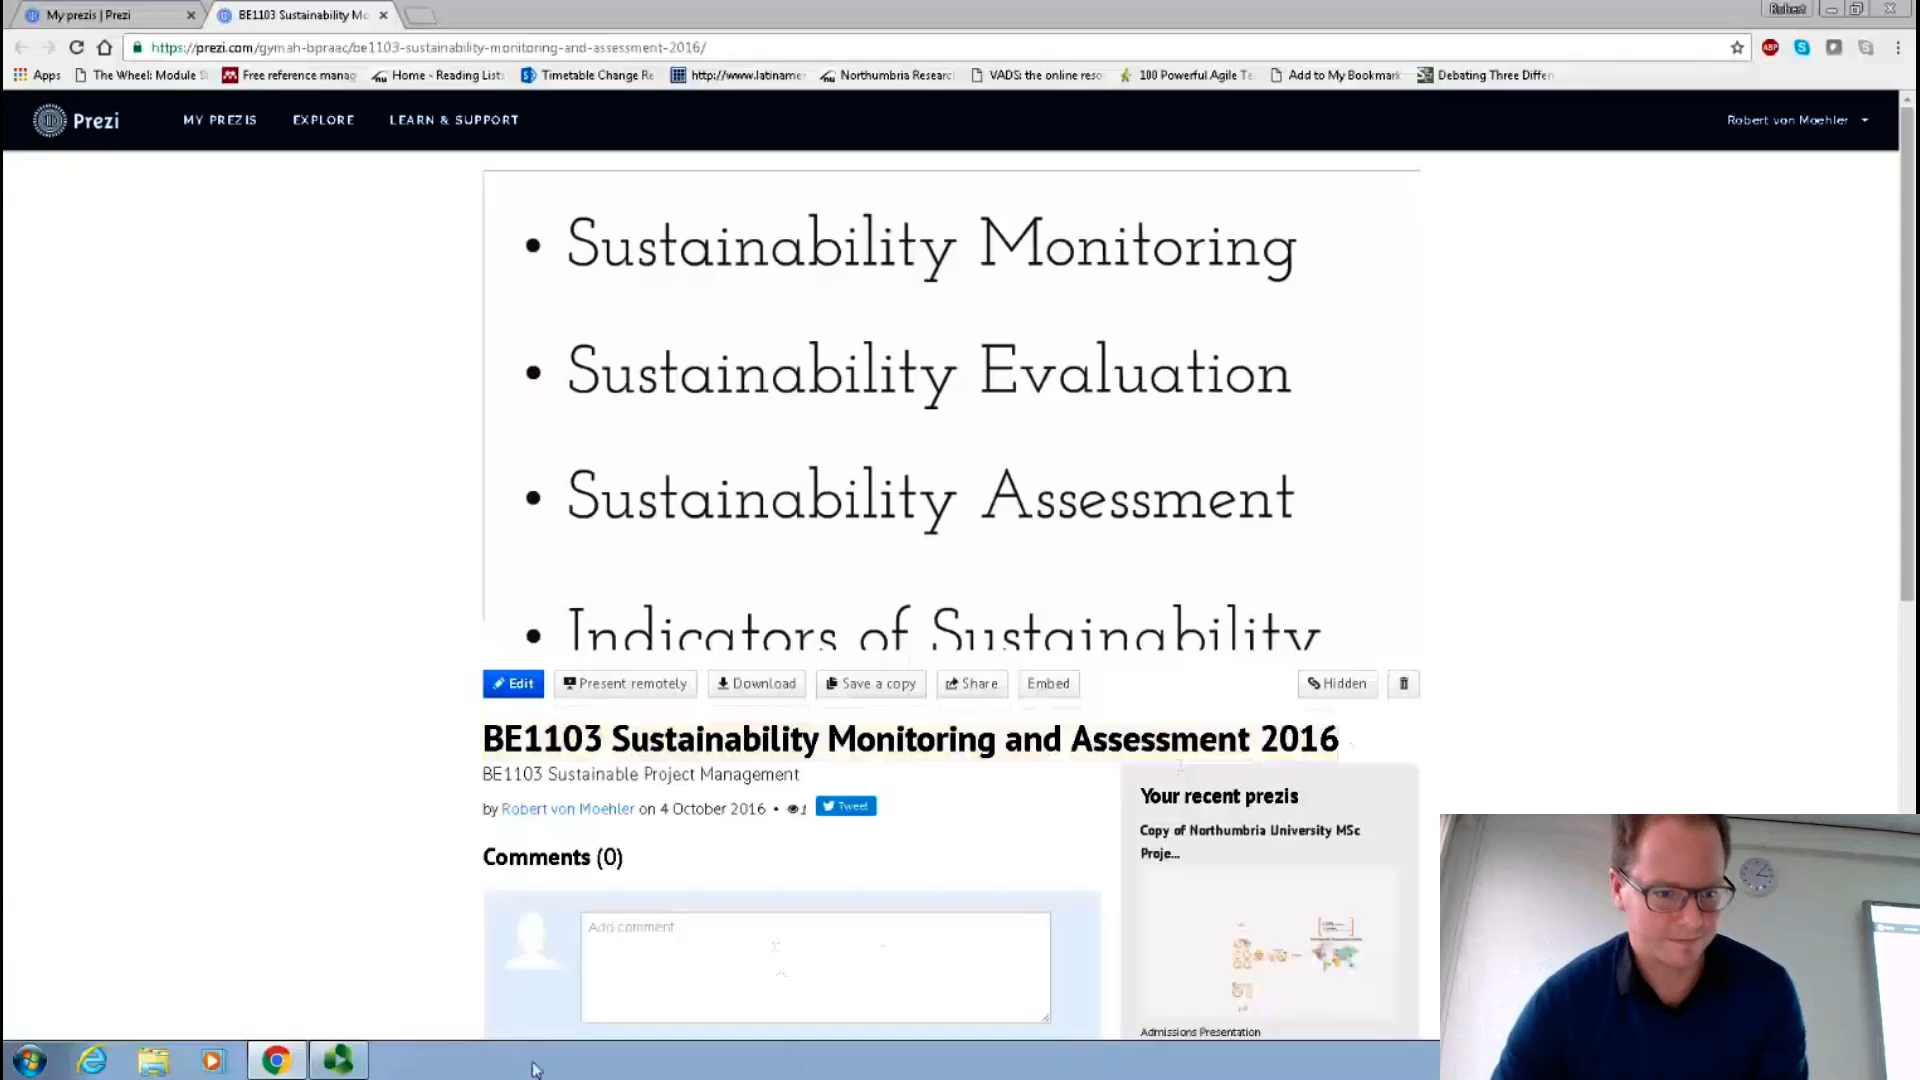 My prezis | Prezi
BE1103 Sustainability Mo
Robert
https://prezi.com/gymah-bpraac/be1103-sustainability-monitoring-and-assessment-2016/
ABP
Apps
The Wheel: Module S
Free reference manag
Home - Reading Lists
Timetable Change Re
http://www.latinamer
Northumbria Researc
VADS: the online reso
100 Powerful Agile Te
Add to My Bookmark
Debating Three Differ
Prezi
MY PREZIS
EXPLORE
LEARN & SUPPORT
Robert von Moehler
• Sustainability Monitoring
• Sustainability Evaluation
• Sustainability Assessment
• Indicators of Sustainability
Edit
Present remotely
Download
Save a copy
Share
Embed
Hidden
BE1103 Sustainability Monitoring and Assessment 2016
BE1103 Sustainable Project Management
by Robert von Moehler on 4 October 2016 • 1
Tweet
Comments (0)
Add comment
Your recent prezis
Copy of Northumbria University MSc
Proje...
Admissions Presentation